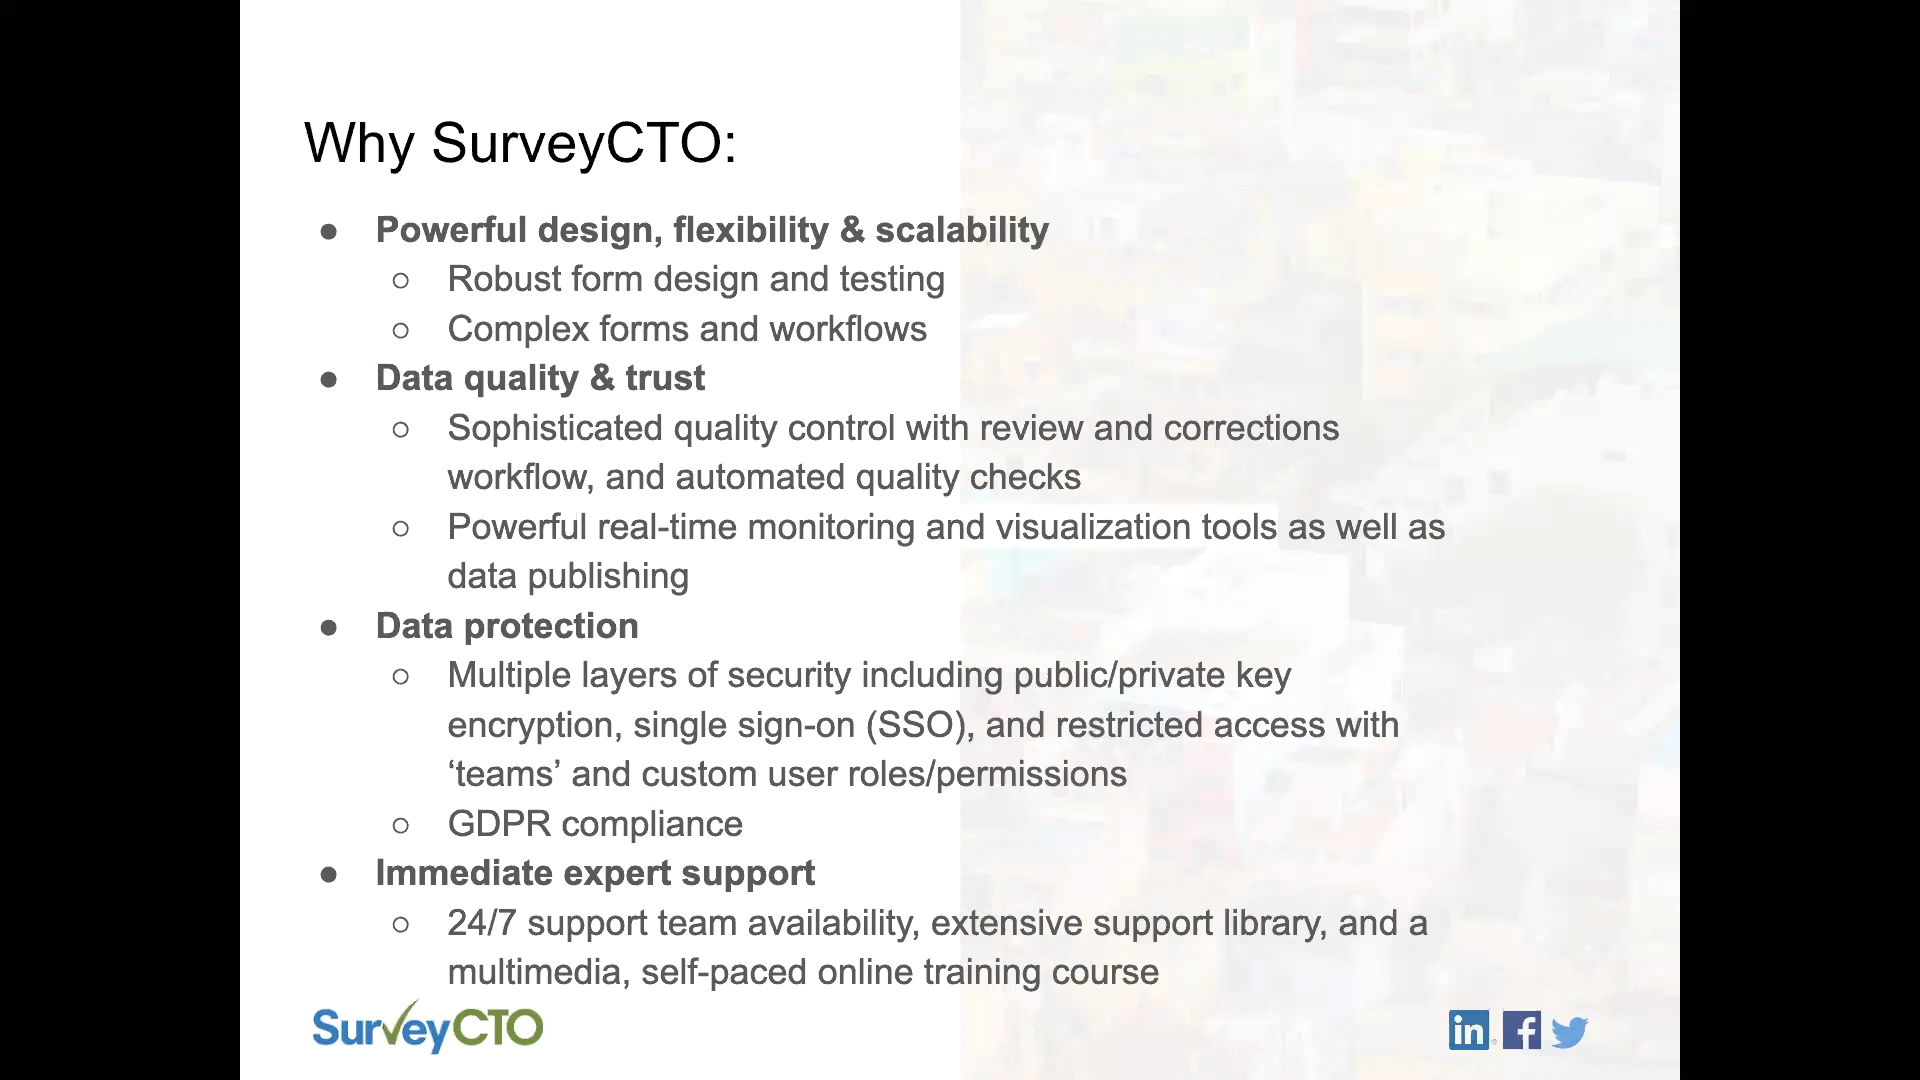 Why SurveyCTO:
● Powerful design, flexibility & scalability
○ Robust form design and testing
○ Complex forms and workflows
● Data quality & trust
○ Sophisticated quality control with review and corrections
workflow, and automated quality checks
○ Powerful real-time monitoring and visualization tools as well as
data publishing
● Data protection
○ Multiple layers of security including public/private key
encryption, single sign-on (SSO), and restricted access with
‘teams’ and custom user roles/permissions
○ GDPR compliance
● Immediate expert support
○ 24/7 support team availability, extensive support library, and a
multimedia, self-paced online training course
SurveyCTO
in f